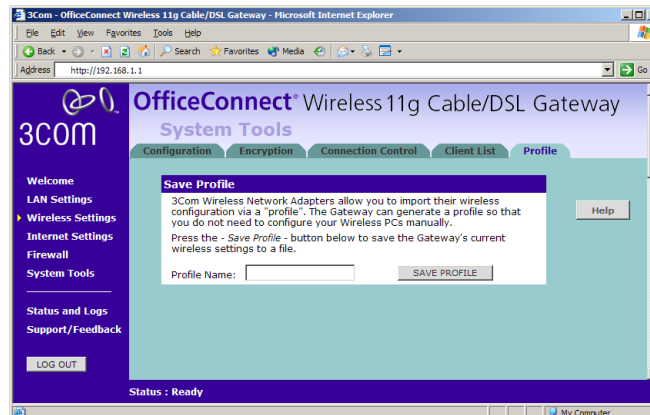 3Com - OfficeConnect Wireless 11g Cable/DSL Gateway - Microsoft Internet Explorer
File Edit View Favorites Tools Help
Back Search Favorites Media
Address http://192.168.1.1 Go
3COM
OfficeConnect® Wireless 11g Cable/DSL Gateway
System Tools
Configuration Encryption Connection Control Client List Profile
Welcome
LAN Settings
Wireless Settings
Internet Settings
Firewall
System Tools
Status and Logs
Support/Feedback
LOG OUT
Save Profile
3Com Wireless Network Adapters allow you to import their wireless
configuration via a "profile". The Gateway can generate a profile so that
you do not need to configure your Wireless PCs manually.
Press the - Save Profile - button below to save the Gateway's current
wireless settings to a file.
Profile Name: SAVE PROFILE
Help
Status : Ready
My Computer